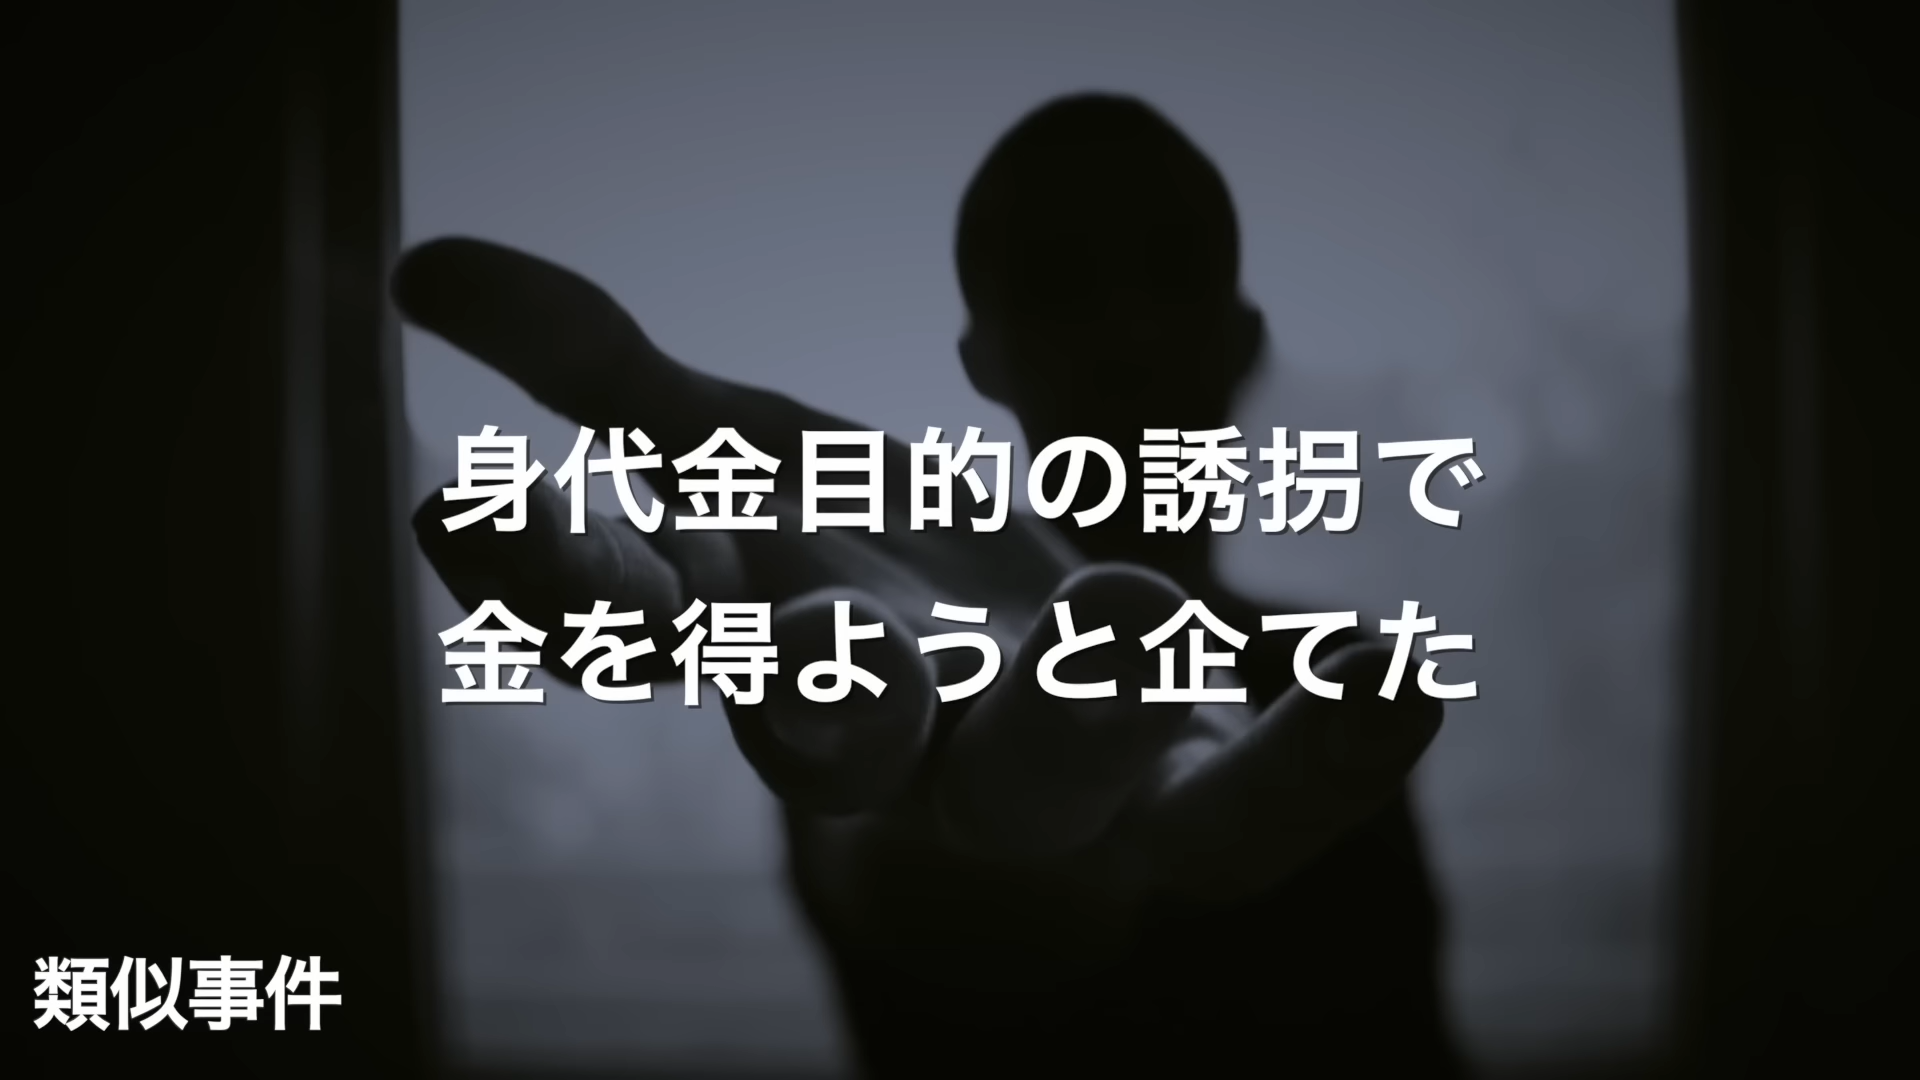 身代金目的の誘拐で
金を得ようと企てた
類似事件